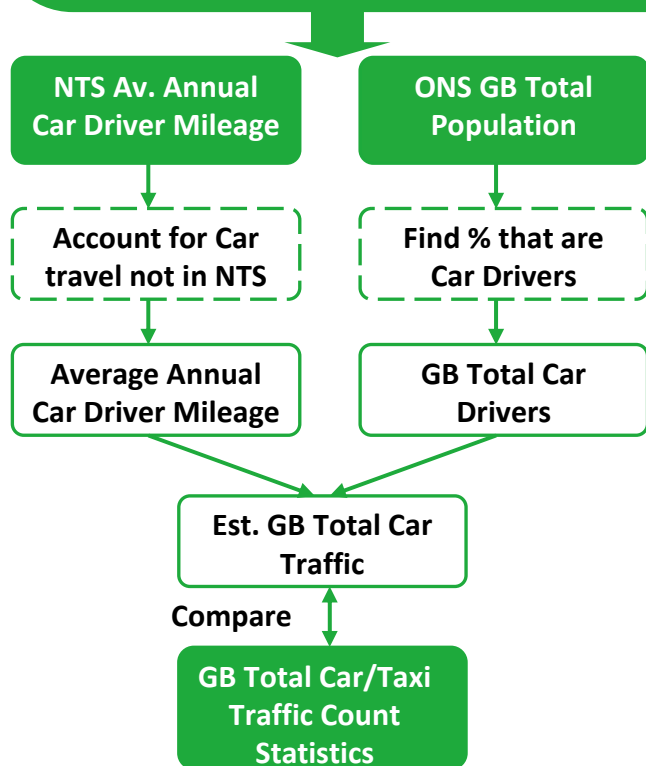 NTS Av. Annual
Car Driver Mileage
ONS GB Total
Population
Account for Car
travel not in NTS
Find % that are
Car Drivers
Average Annual
Car Driver Mileage
GB Total Car
Drivers
Est. GB Total Car
Traffic
Compare
GB Total Car/Taxi
Traffic Count
Statistics